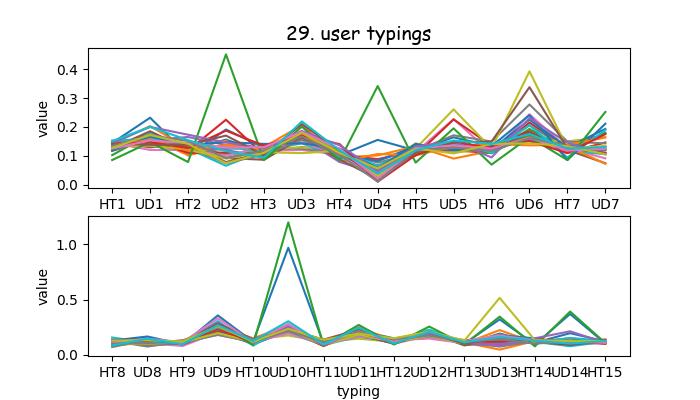 29. user typings
value
0.4
0.3
0.2
0.1
0.0
HT1 UD1 HT2 UD2 HT3 UD3 HT4 UD4 HT5 UD5 HT6 UD6 HT7 UD7
value
1.0
0.5
0.0
HT8 UD8 HT9 UD9 HT10 UD10 HT11 UD11 HT12 UD12 HT13 UD13 HT14 UD14 HT15
typing